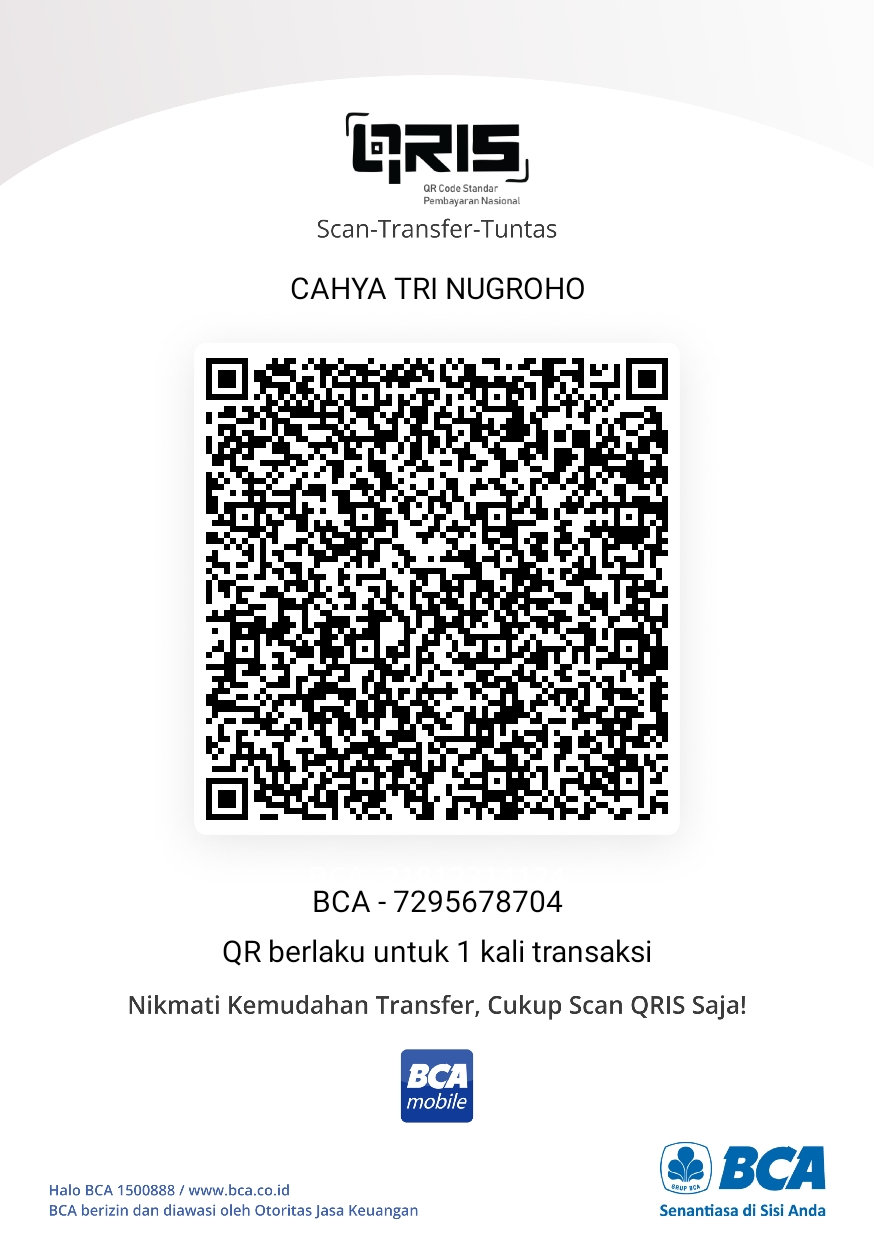 QRIS
QR Code Standar
Pembayaran Nasional
Scan-Transfer-Tuntas
CAHYA TRI NUGROHO
BCA - 7295678704
QR berlaku untuk 1 kali transaksi
Nikmati Kemudahan Transfer, Cukup Scan QRIS Saja!
BCA
mobile
GRUP BCA
BCA
Senantiasa di Sisi Anda
Halo BCA 1500888 / www.bca.co.id
BCA berizin dan diawasi oleh Otoritas Jasa Keuangan